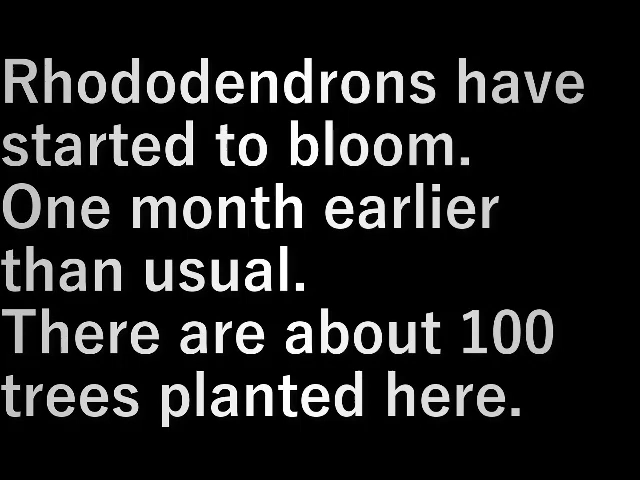 Rhododendrons have
started to bloom.
One month earlier
than usual.
There are about 100
trees planted here.